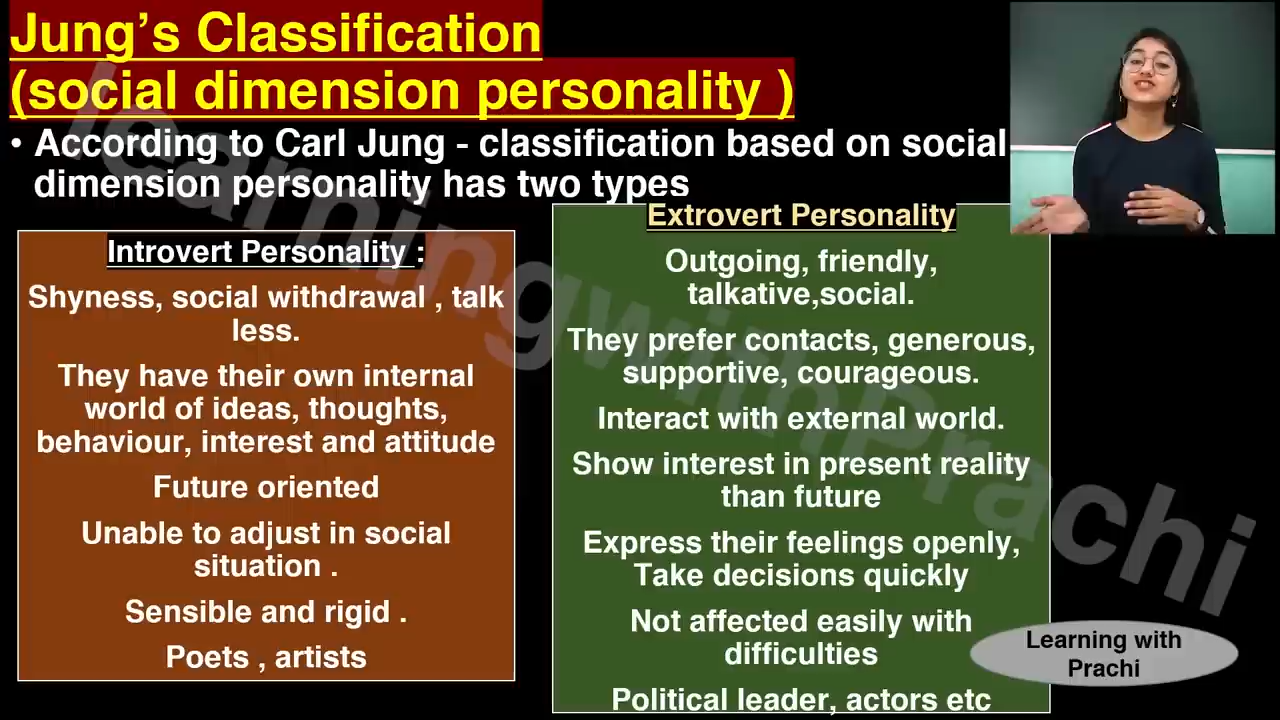 Jung's Classification
(social dimension personality )
• According to Carl Jung - classification based on social
dimension personality has two types
Introvert Personality :
Shyness, social withdrawal , talk
less.
They have their own internal
world of ideas, thoughts,
behaviour, interest and attitude
Future oriented
Unable to adjust in social
situation .
Sensible and rigid .
Poets , artists
Extrovert Personality
Outgoing, friendly,
talkative,social.
They prefer contacts, generous,
supportive, courageous.
Interact with external world.
Show interest in present reality
than future
Express their feelings openly,
Take decisions quickly
Not affected easily with
difficulties
Political leader, actors etc
Learning with
Prachi
learningwithPrachi